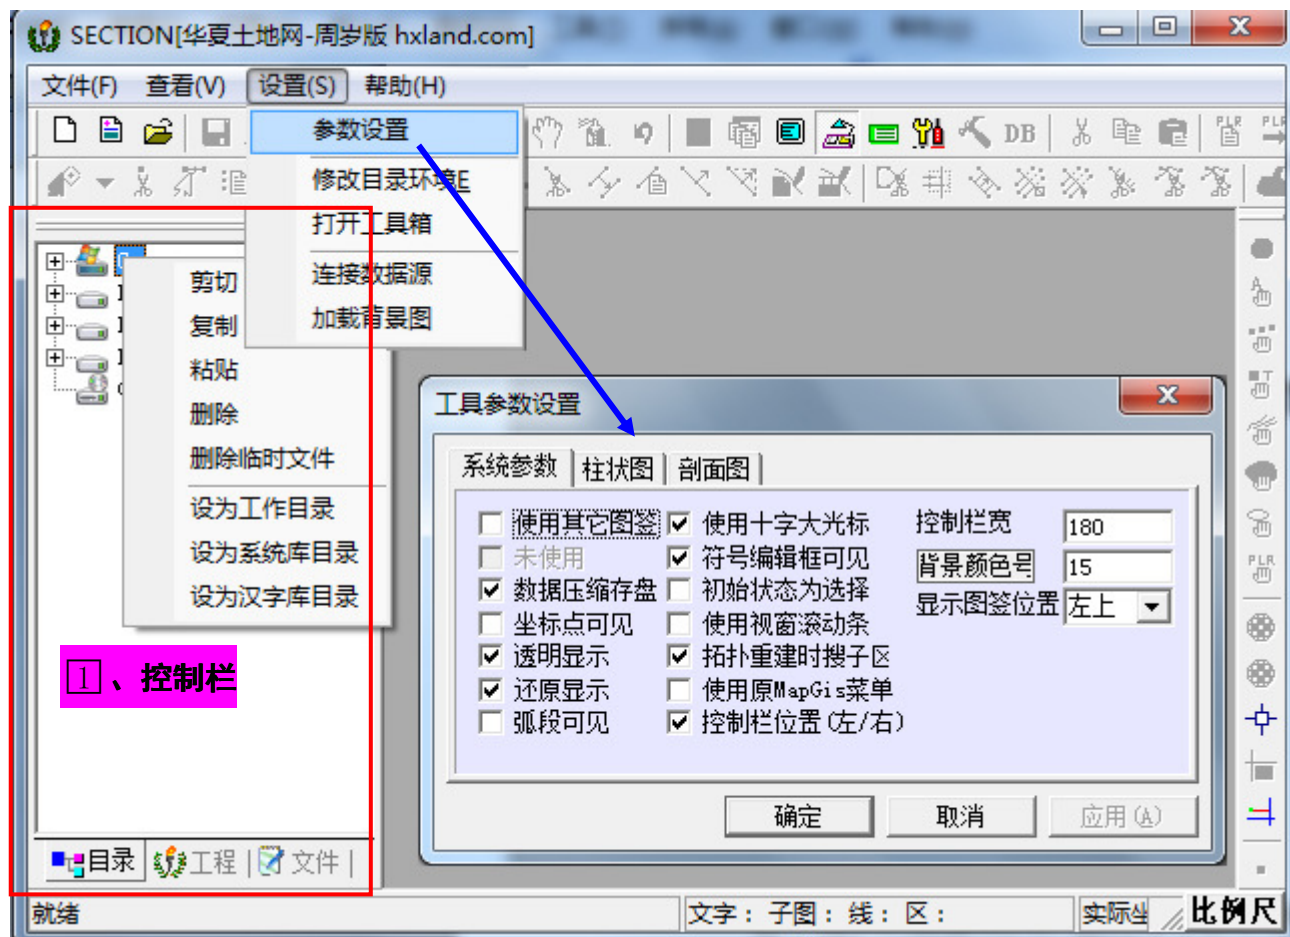 SECTION[华夏土地网-周岁版 hxland.com]
文件(F) 查看(V) 设置(S) 帮助(H)
参数设置
修改目录环境E
打开工具箱
连接数据源
加载背景图
DB
PLR
剪切
复制
粘贴
删除
删除临时文件
设为工作目录
设为系统库目录
设为汉字库目录
1、控制栏
目录 工程 文件
工具参数设置
系统参数 柱状图 剖面图
使用其它图签 使用十字大光标 控制栏宽 180
未使用 符号编辑框可见 背景颜色号 15
数据压缩存盘 初始状态为选择 显示图签位置 左上
坐标点可见 使用视窗滚动条
透明显示 拓扑重建时搜子区
还原显示 使用原MapGis菜单
弧段可见 控制栏位置(左/右)
确定 取消 应用(A)
A
T
PLR
就绪 文字: 子图: 线: 区: 实际坐 比例尺